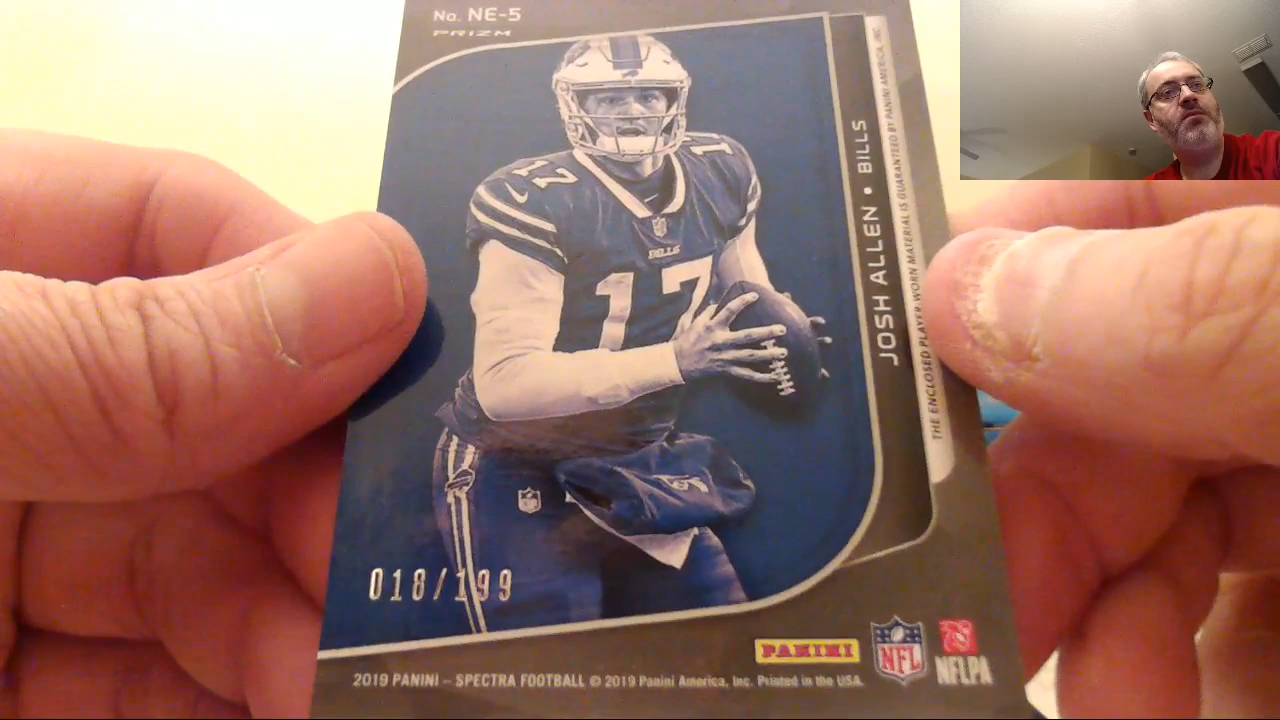 No. NE-5
PRIZM
17
17
BILLS
17
JOSH ALLEN • BILLS
THE ENCLOSED PLAYER-WORN MATERIAL IS GUARANTEED BY PANINI AMERICA, INC.
018/199
PANINI
NFL
NFLPA
2019 PANINI – SPECTRA FOOTBALL © 2019 Panini America, Inc. Printed in the USA.